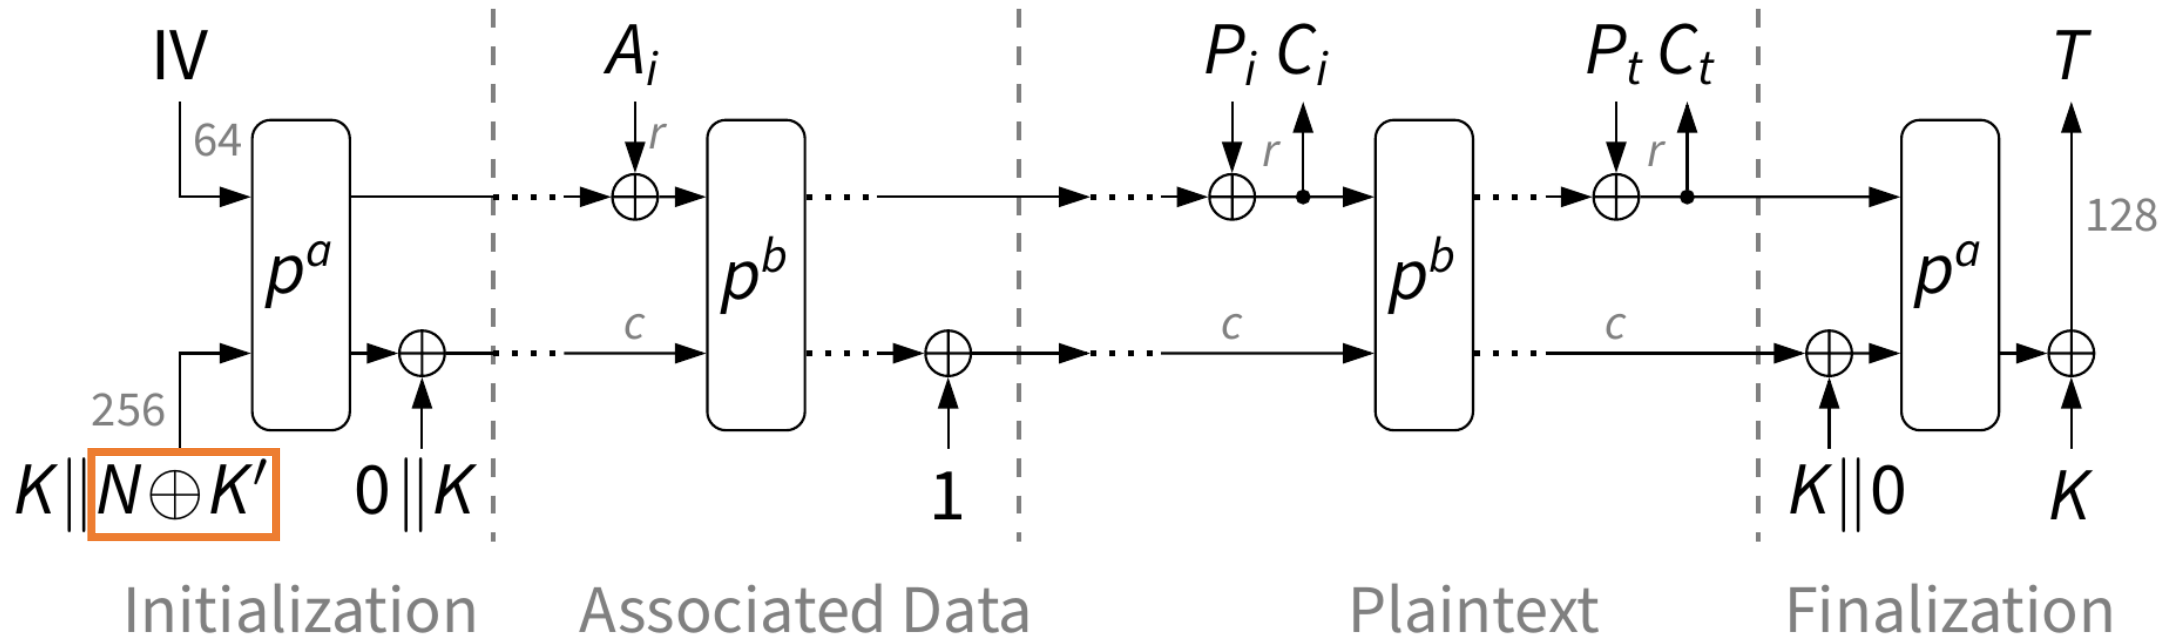 IV
A_i
P_i C_i
P_t C_t
T
64
r
r
r
128
p^a
p^b
p^b
p^a
c
c
c
256
K‖N⊕K′
0‖K
1
K‖0
K
Initialization
Associated Data
Plaintext
Finalization